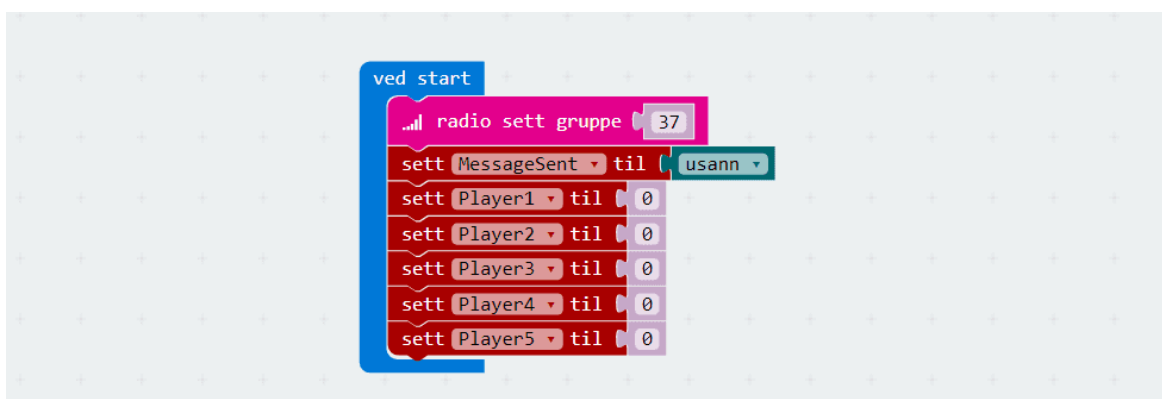 ved start
radio sett gruppe 37
sett MessageSent til usann
sett Player1 til 0
sett Player2 til 0
sett Player3 til 0
sett Player4 til 0
sett Player5 til 0